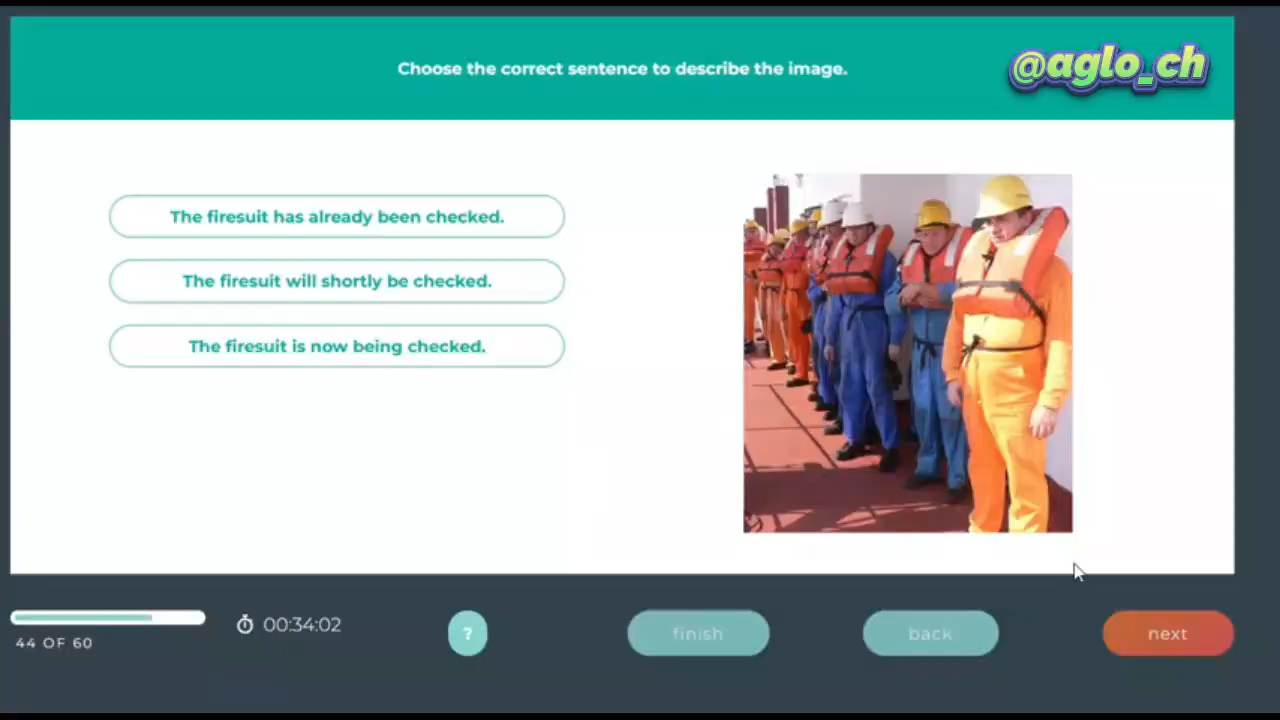 Choose the correct sentence to describe the image.
@aglo_ch
The firesuit has already been checked.
The firesuit will shortly be checked.
The firesuit is now being checked.
44 OF 60
00:34:02
?
finish
back
next